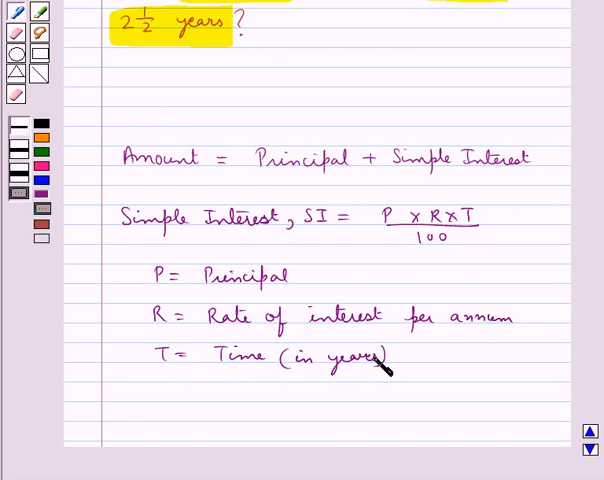 2 1/2 years?
Amount = Principal + Simple Interest
Simple Interest, SI = P x R x T / 100
P = Principal
R = Rate of interest per annum
T = Time (in years)